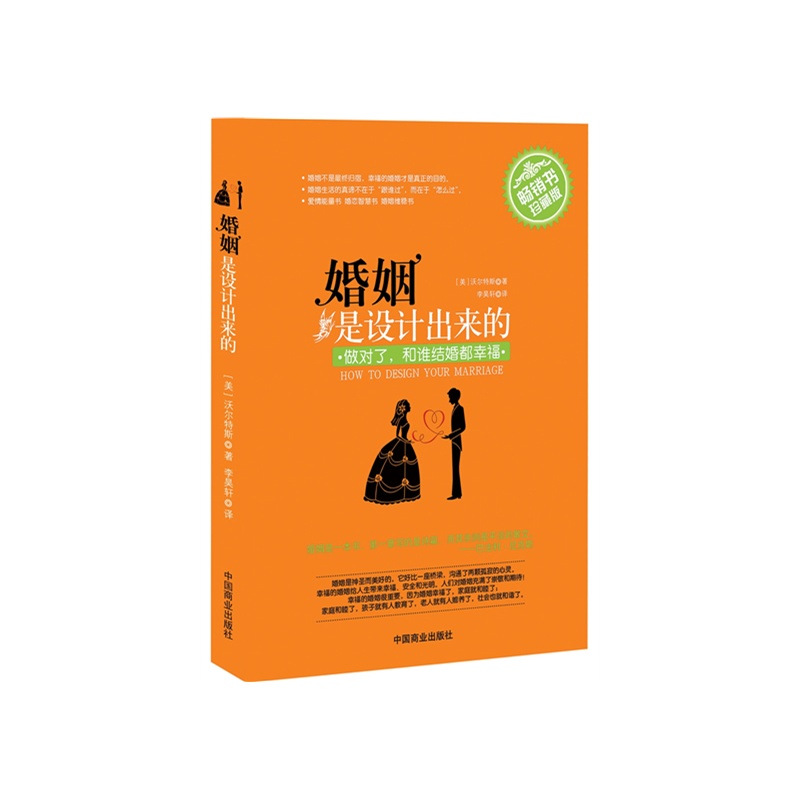 婚姻
是设计出来的
[美]沃尔特斯 著
李昊轩 译
中国商业出版社
• 婚姻不是最终归宿，幸福的婚姻才是真正的目的。
• 婚姻生活的真谛不在于“跟谁过”，而在于“怎么过”。
• 爱情能量书 婚恋智慧书 婚姻维顺书
畅销书
珍藏版
[美]沃尔特斯 著
李昊轩 译
婚姻
是设计出来的
•做对了，和谁结婚都幸福•
HOW TO DESIGN YOUR MARRIAGE
婚姻是神圣而美好的，它好比一座桥梁，沟通了两颗孤寂的心灵。
幸福的婚姻给人生带来幸福、安全和光明，人们对婚姻充满了崇敬和期待！
幸福的婚姻很重要，因为婚姻幸福了，家庭就和睦了，
家庭和睦了，孩子就有人教育了，老人就有人赡养了，社会也就和谐了。
中国商业出版社